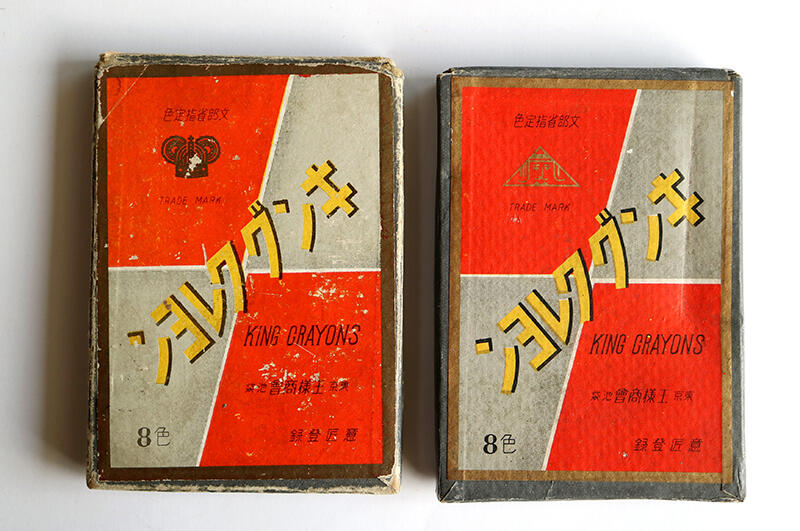 文部省指定色
TRADE MARK
キングクレヨン
KING CRAYONS
東京 王様商會 池袋
8色
意匠登録
文部省指定色
TRADE MARK
キングクレヨン
KING CRAYONS
東京 王様商會 池袋
8色
意匠登録